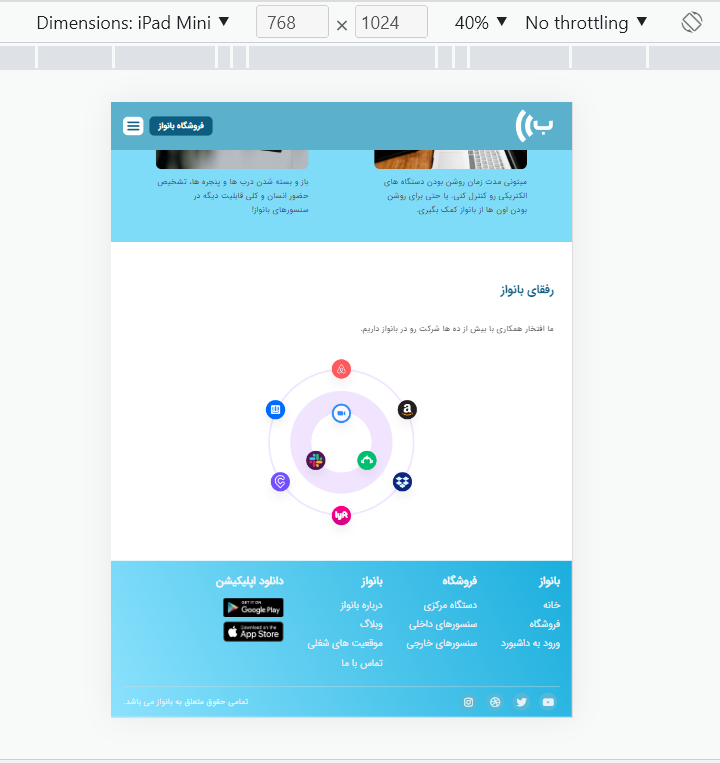 Dimensions: iPad Mini ▼ 768 × 1024 40% ▼ No throttling ▼
فروشگاه بانواز
ب
میتونی مدت زمان روشن بودن دستگاه های
الکتریکی رو کنترل کنی. یا حتی برای روشن
بودن اون ها از بانواز کمک بگیری.
باز و بسته شدن درب ها و پنجره ها، تشخیص
حضور انسان و کلی قابلیت دیگه در
سنسورهای بانواز!
رفقای بانواز
ما افتخار همکاری با بیش از ده ها شرکت رو در بانواز داریم.
a
lyft
بانواز
خانه
فروشگاه
ورود به داشبورد
فروشگاه
دستگاه مرکزی
سنسورهای داخلی
سنسورهای خارجی
بانواز
درباره بانواز
وبلاگ
موقعیت های شغلی
تماس با ما
دانلود اپلیکیشن
GET IT ON
Google Play
Download on the
App Store
تمامی حقوق متعلق به بانواز می باشد.